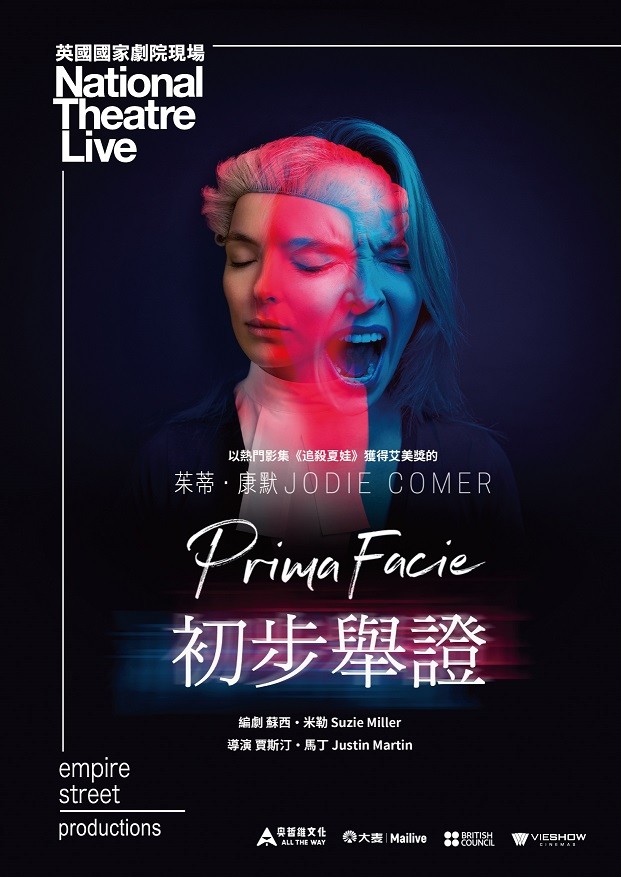 英國國家劇院現場
National
Theatre
Live
以熱門影集《追殺夏娃》獲得艾美獎的
茱蒂・康默 JODIE COMER
Prima Facie
初步舉證
編劇 蘇西・米勒 Suzie Miller
導演 賈斯汀・馬丁 Justin Martin
empire
street
productions
奧哲維文化
ALL THE WAY
大麦 Mailive
BRITISH
COUNCIL
VIESHOW
CINEMAS